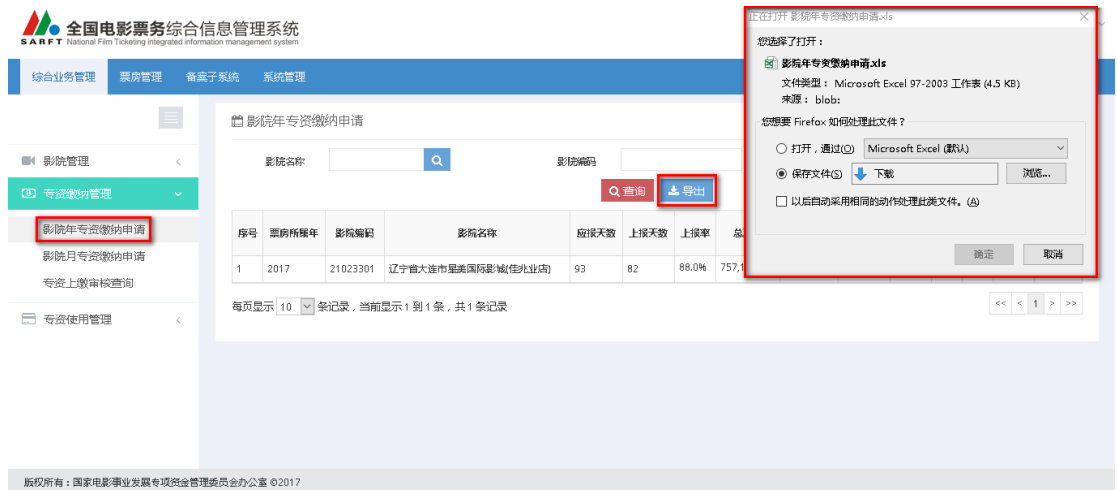 全国电影票务综合信息管理系统
SARFT National Film Ticketing integrated information management system
综合业务管理 票房管理 备案子系统 系统管理
影院管理
专资缴纳管理
影院年专资缴纳申请
影院月专资缴纳申请
专资上缴审核查询
专资使用管理
影院年专资缴纳申请
影院名称 影院编码
查询 导出
序号 票房所属年 影院编码 影院名称 应报天数 上报天数 上报率
1 2017 21023301 辽宁省大连市星美国际影城(佳兆业店) 93 82 88.0% 757,1
每页显示 10 条记录，当前显示 1 到 1 条，共 1 条记录
<< < 1 > >>
正在打开 影院年专资缴纳申请.xls
您选择了打开：
影院年专资缴纳申请.xls
文件类型： Microsoft Excel 97-2003 工作表 (4.5 KB)
来源： blob:
您想要 Firefox 如何处理此文件？
打开，通过(O) Microsoft Excel (默认)
保存文件(S) 下载 浏览...
以后自动采用相同的动作处理此类文件。(A)
确定 取消
版权所有：国家电影事业发展专项资金管理委员会办公室 ©2017